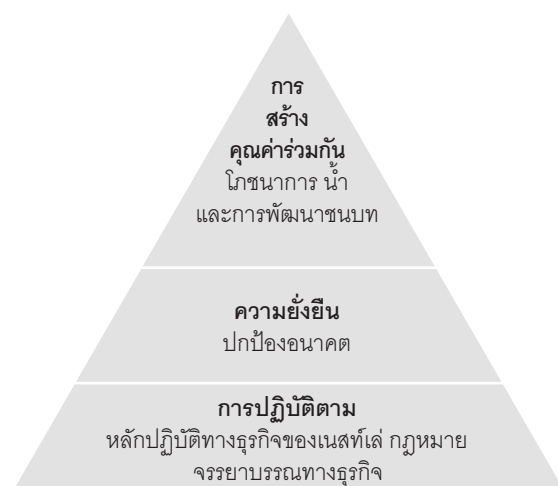 การ
สร้าง
คุณค่าร่วมกัน
โภชนาการ น้ำ
และการพัฒนาชนบท
ความยั่งยืน
ปกป้องอนาคต
การปฏิบัติตาม
หลักปฏิบัติทางธุรกิจของเนสท์เล่ กฎหมาย
จรรยาบรรณทางธุรกิจ